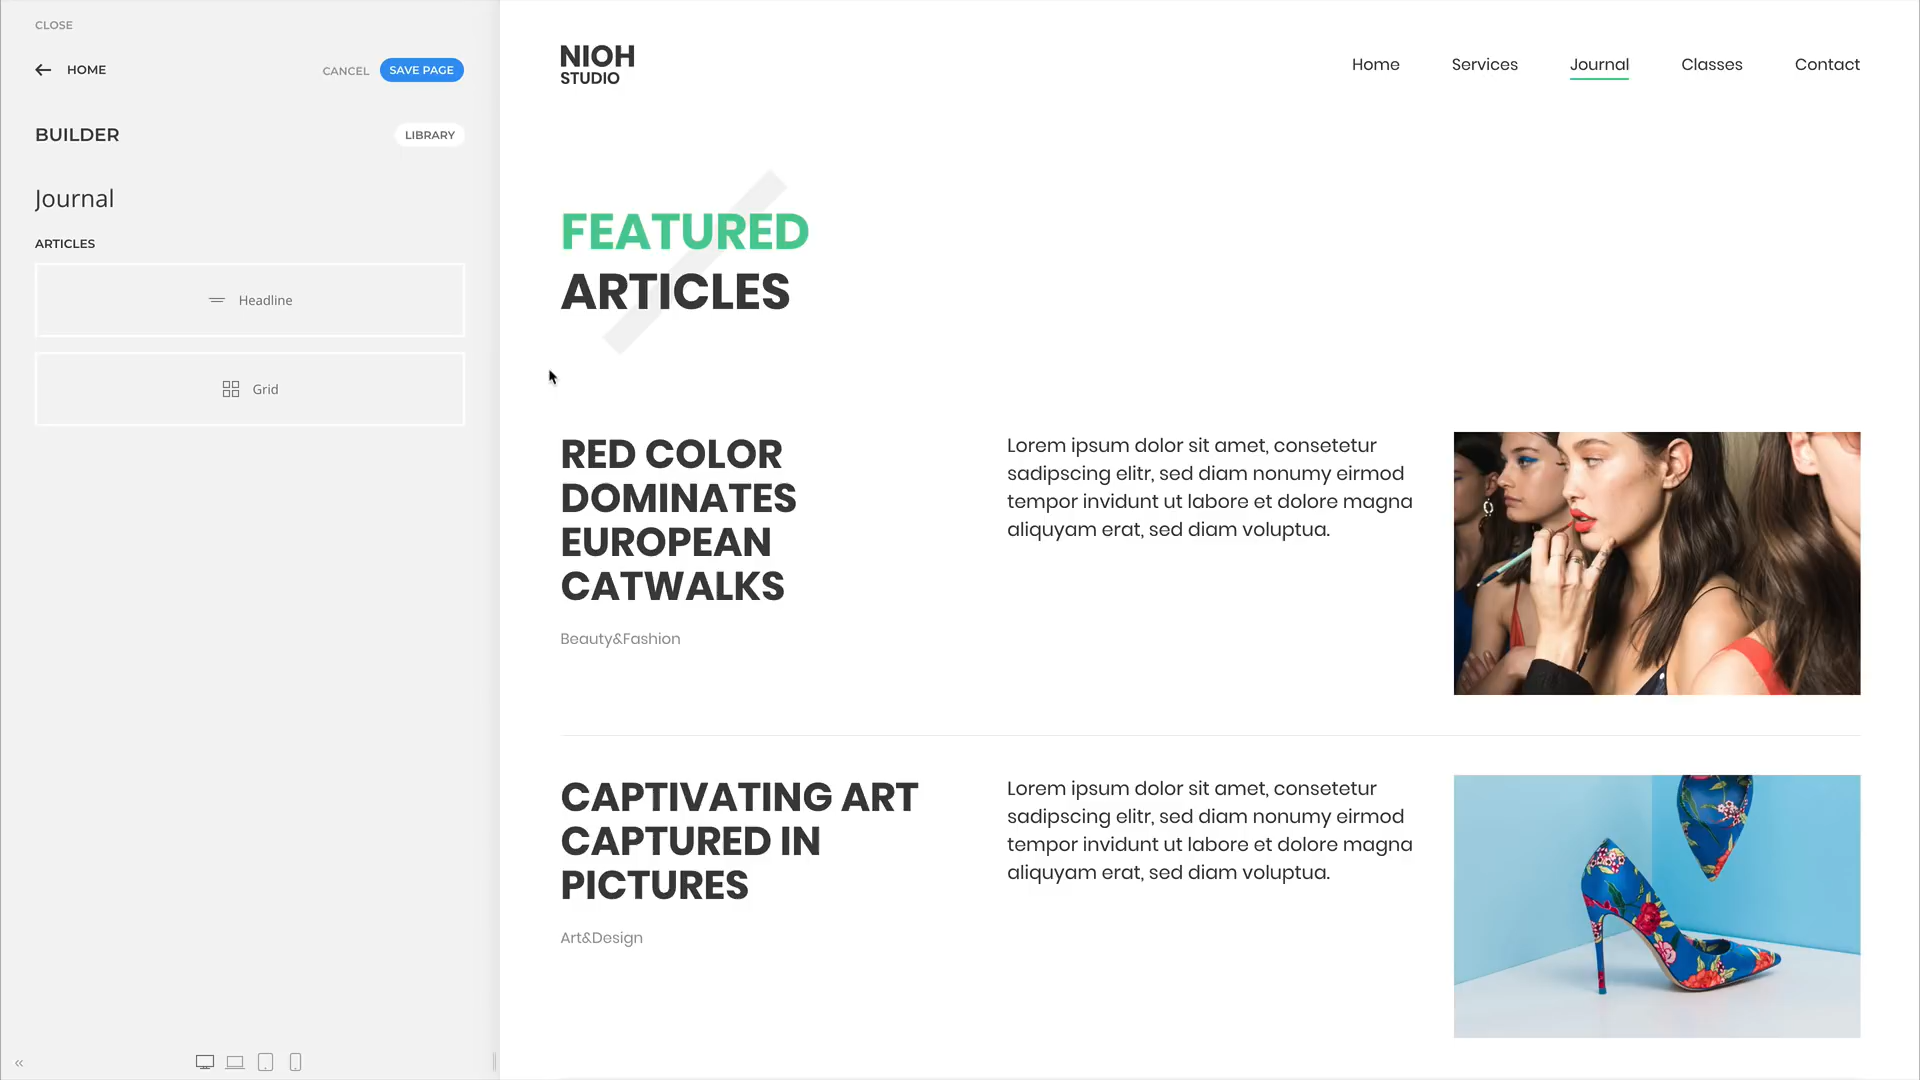 CLOSE
HOME
CANCEL
SAVE PAGE
BUILDER
LIBRARY
Journal
ARTICLES
Headline
Grid
NIOH
STUDIO
Home
Services
Journal
Classes
Contact
FEATURED
ARTICLES
RED COLOR
DOMINATES
EUROPEAN
CATWALKS
Beauty&Fashion
Lorem ipsum dolor sit amet, consetetur
sadipscing elitr, sed diam nonumy eirmod
tempor invidunt ut labore et dolore magna
aliquyam erat, sed diam voluptua.
CAPTIVATING ART
CAPTURED IN
PICTURES
Art&Design
Lorem ipsum dolor sit amet, consetetur
sadipscing elitr, sed diam nonumy eirmod
tempor invidunt ut labore et dolore magna
aliquyam erat, sed diam voluptua.